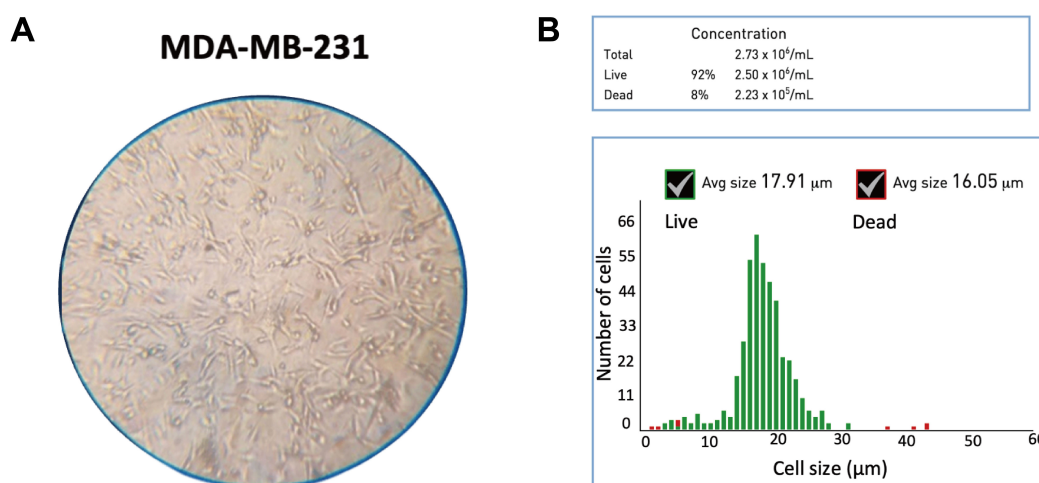 A
MDA-MB-231
B
Concentration
Total 2.73 x 10⁶/mL
Live 92% 2.50 x 10⁶/mL
Dead 8% 2.23 x 10⁵/mL
Avg size 17.91 μm
Live
Avg size 16.05 μm
Dead
Number of cells
66
55
44
33
22
11
0
0 10 20 30 40 50 60
Cell size (μm)